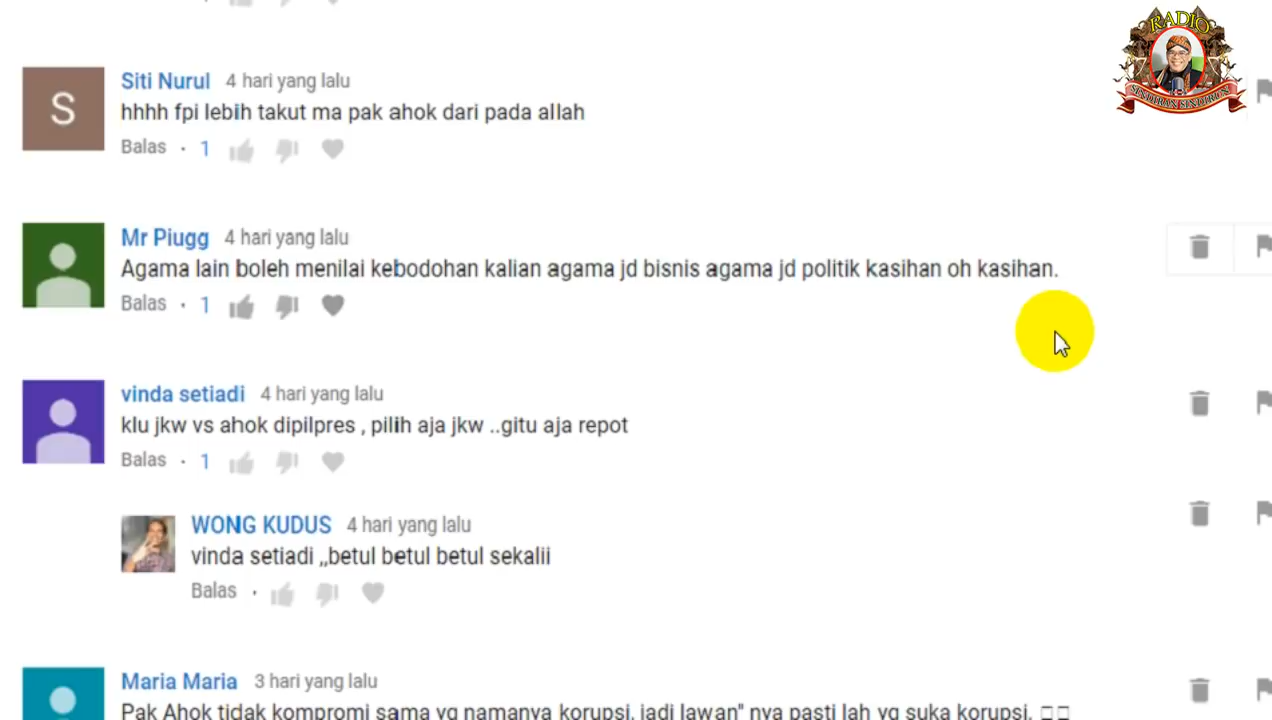 RADIO
SINDIRAN SINDIRUN
Siti Nurul 4 hari yang lalu
hhhh fpi lebih takut ma pak ahok dari pada allah
Balas · 1
Mr Piugg 4 hari yang lalu
Agama lain boleh menilai kebodohan kalian agama jd bisnis agama jd politik kasihan oh kasihan.
Balas · 1
vinda setiadi 4 hari yang lalu
klu jkw vs ahok dipilpres , pilih aja jkw ..gitu aja repot
Balas · 1
WONG KUDUS 4 hari yang lalu
vinda setiadi ,,betul betul betul sekalii
Balas ·
Maria Maria 3 hari yang lalu
Pak Ahok tidak kompromi sama yg namanya korupsi, jadi lawan" nya pasti lah yg suka korupsi.